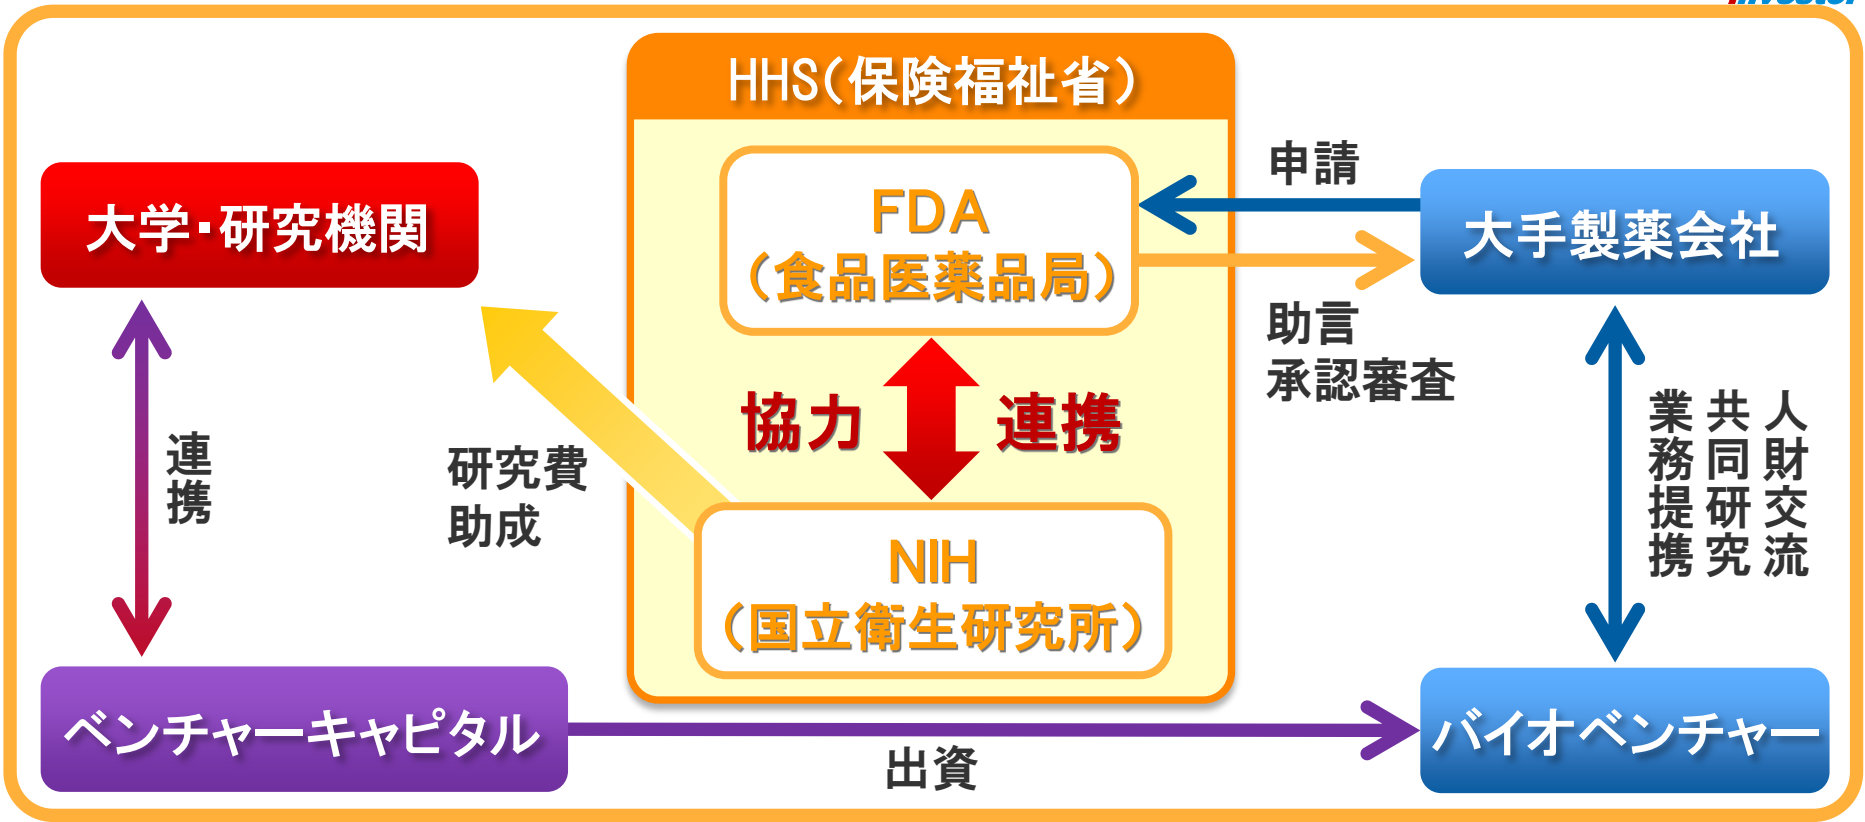 HHS(保険福祉省)
FDA
(食品医薬品局)
申請
大学・研究機関
大手製薬会社
助言
承認審査
協力 連携
連携
研究費
助成
人財交流
共同研究
業務提携
NIH
(国立衛生研究所)
ベンチャーキャピタル
出資
バイオベンチャー